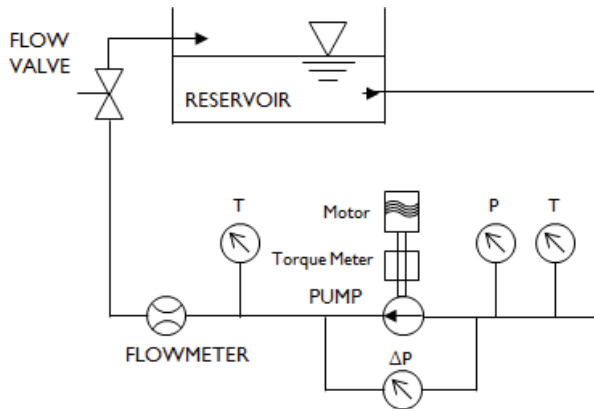 FLOW
VALVE
RESERVOIR
T
Motor
P
T
Torque Meter
PUMP
FLOWMETER
ΔP